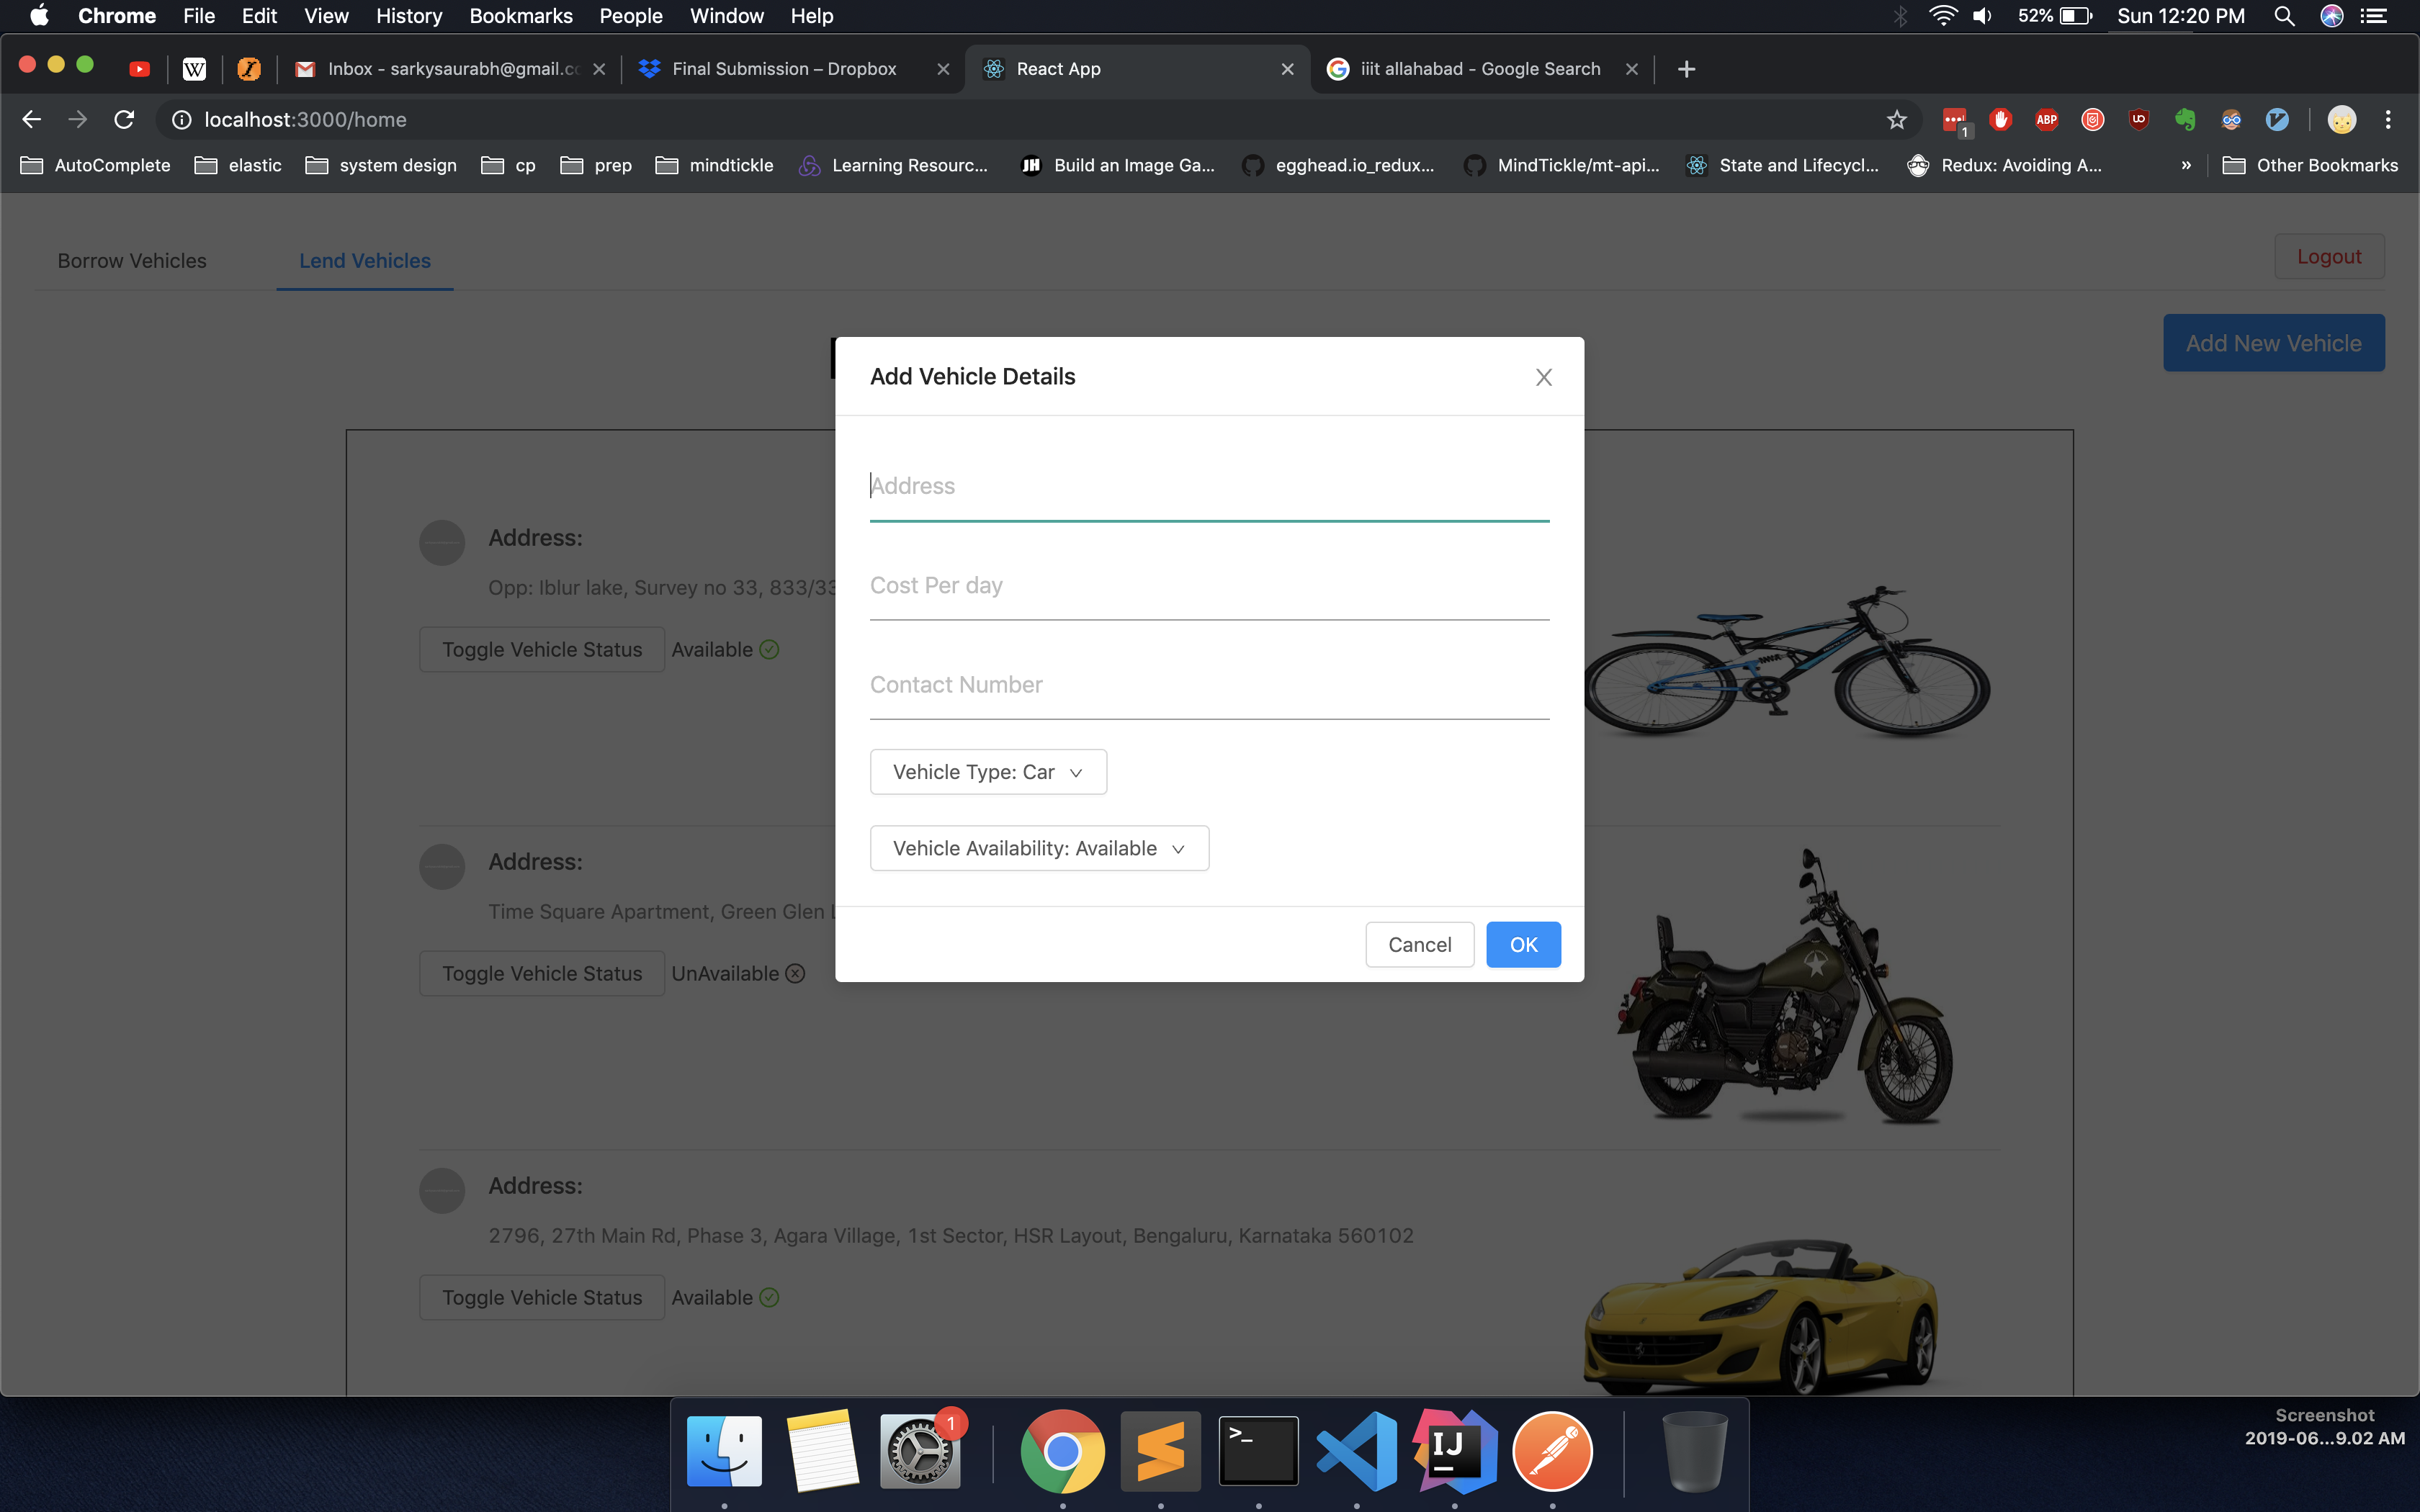 Chrome File Edit View History Bookmarks People Window Help 52% Sun 12:20 PM
W Inbox - sarkysaurabh@gmail.cc Final Submission – Dropbox React App iiit allahabad - Google Search
localhost:3000/home 1 ABP
AutoComplete elastic system design cp prep mindtickle Learning Resourc... JH Build an Image Ga... egghead.io_redux... MindTickle/mt-api... State and Lifecycl... Redux: Avoiding A... » Other Bookmarks
Borrow Vehicles Lend Vehicles Logout
Add New Vehicle
Add Vehicle Details
Address
Cost Per day
Contact Number
Vehicle Type: Car
Vehicle Availability: Available
Cancel OK
Address:
Opp: Iblur lake, Survey no 33, 833/33
Toggle Vehicle Status Available
Address:
Time Square Apartment, Green Glen
Toggle Vehicle Status UnAvailable
Address:
2796, 27th Main Rd, Phase 3, Agara Village, 1st Sector, HSR Layout, Bengaluru, Karnataka 560102
Toggle Vehicle Status Available
1
>_
IJ
Screenshot
2019-06...9.02 AM